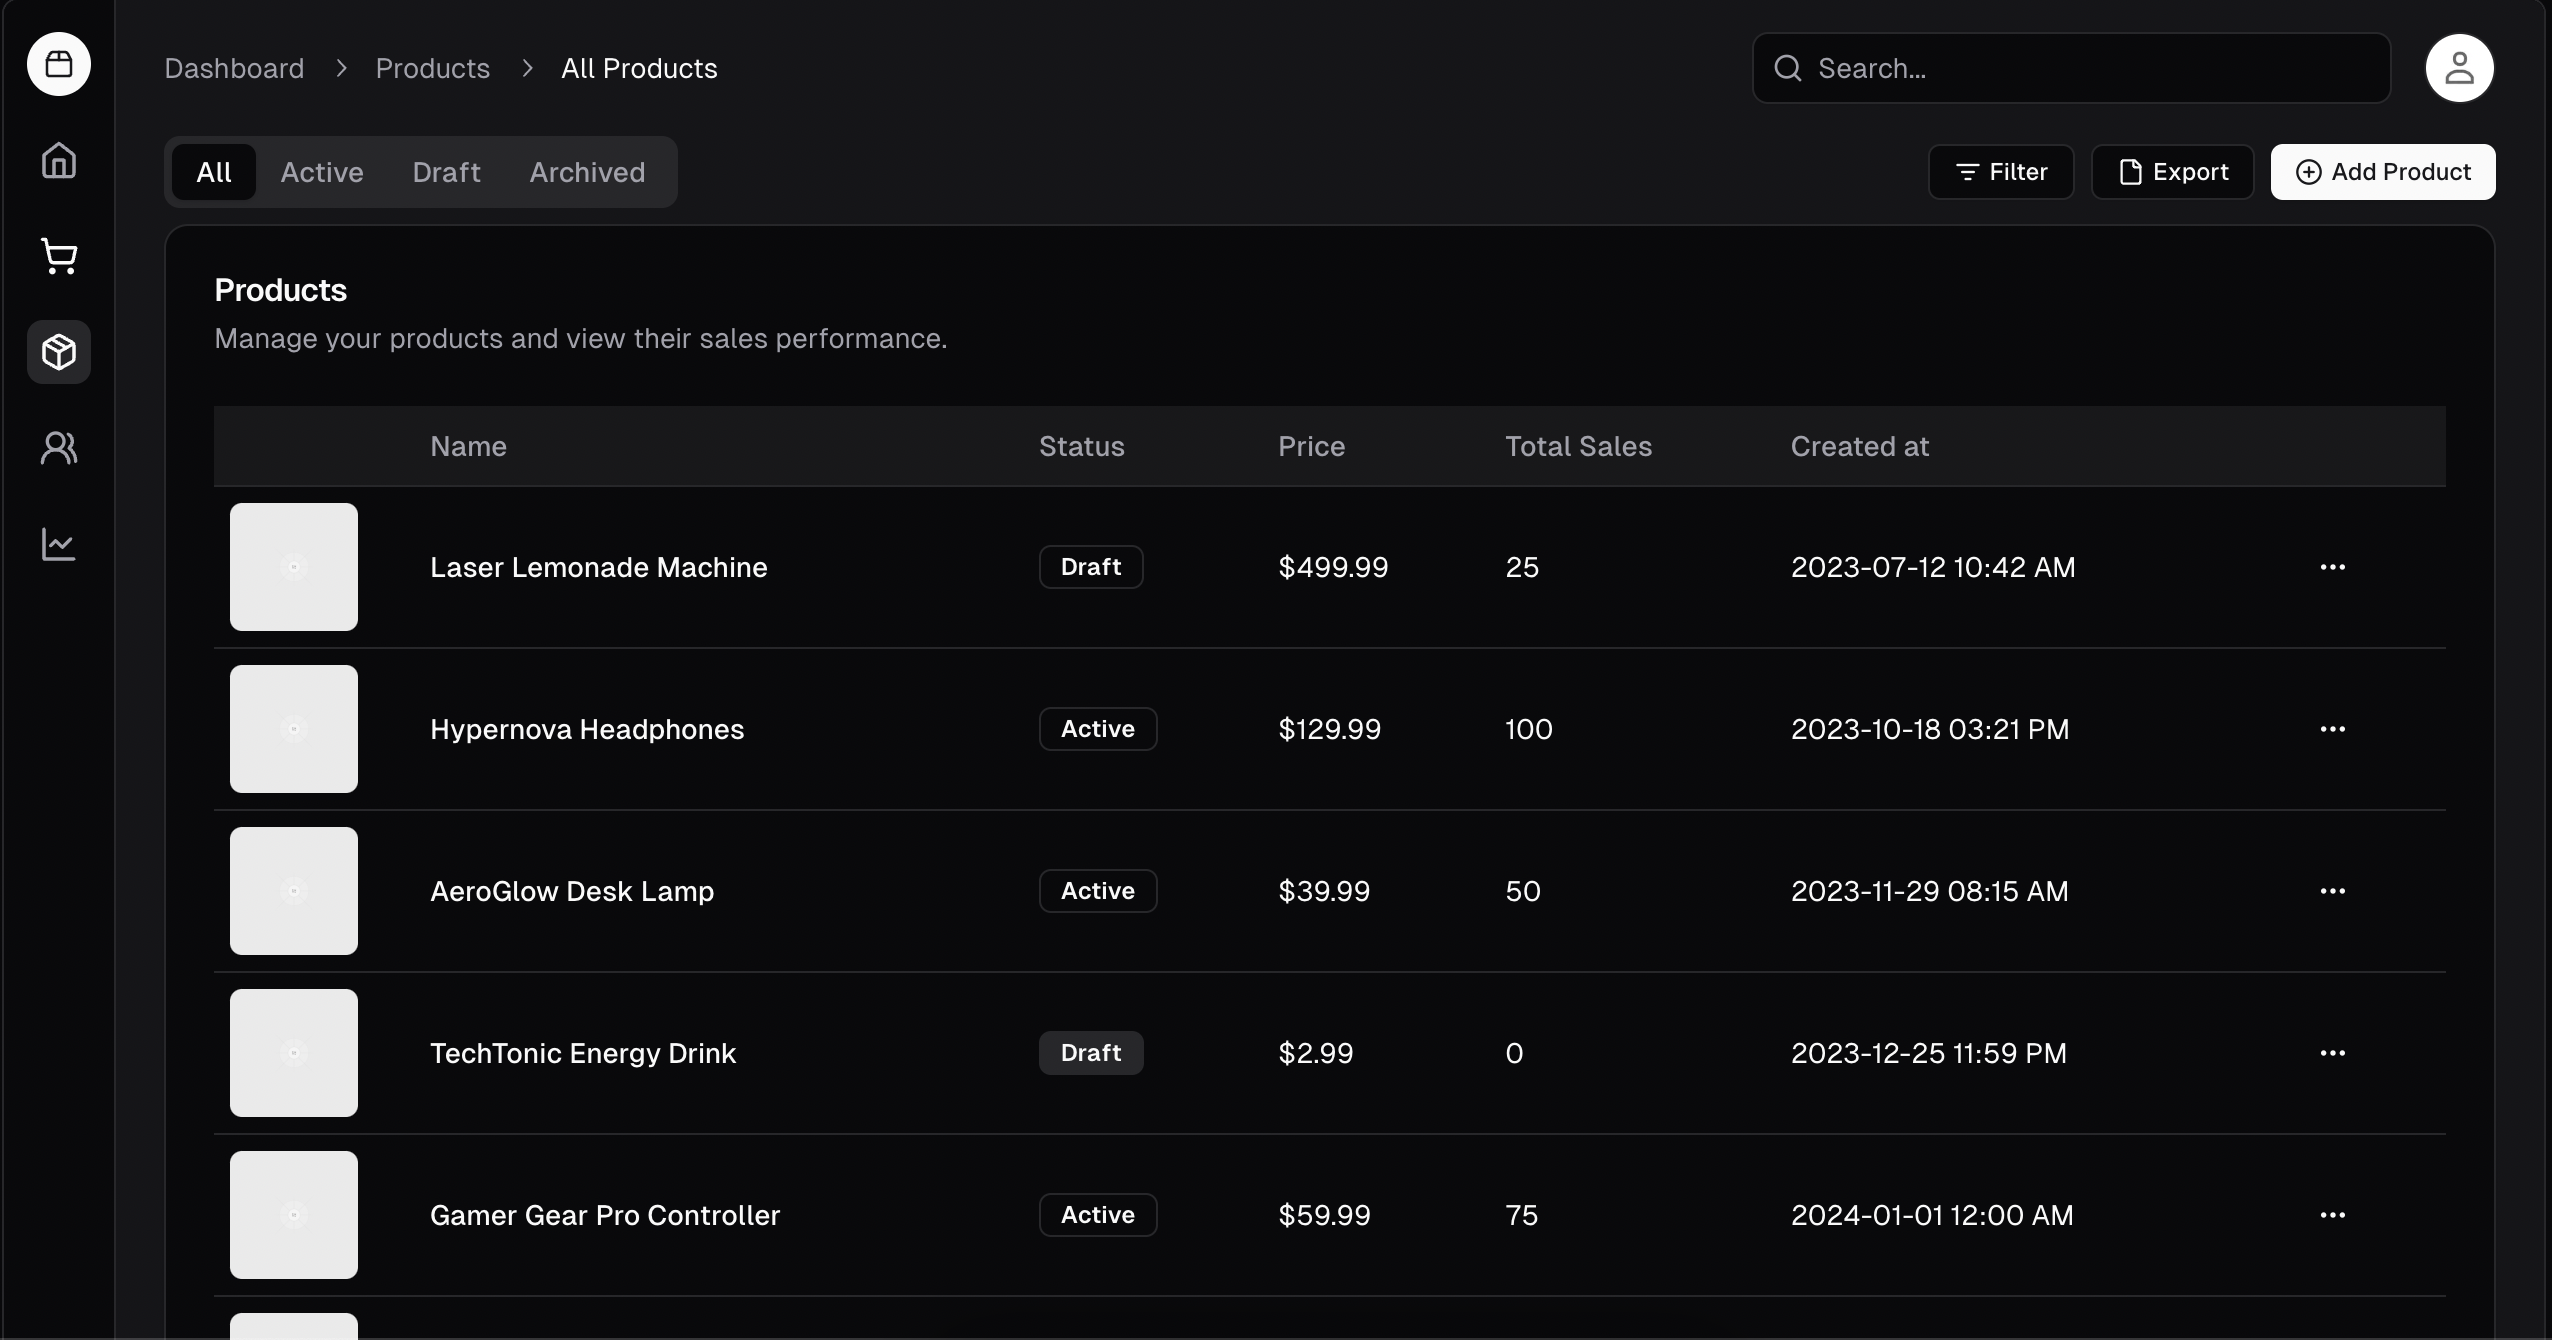 Dashboard > Products > All Products
Search...
All Active Draft Archived
Filter Export Add Product
Products
Manage your products and view their sales performance.
Name Status Price Total Sales Created at
Laser Lemonade Machine Draft $499.99 25 2023-07-12 10:42 AM ...
Hypernova Headphones Active $129.99 100 2023-10-18 03:21 PM ...
AeroGlow Desk Lamp Active $39.99 50 2023-11-29 08:15 AM ...
TechTonic Energy Drink Draft $2.99 0 2023-12-25 11:59 PM ...
Gamer Gear Pro Controller Active $59.99 75 2024-01-01 12:00 AM ...